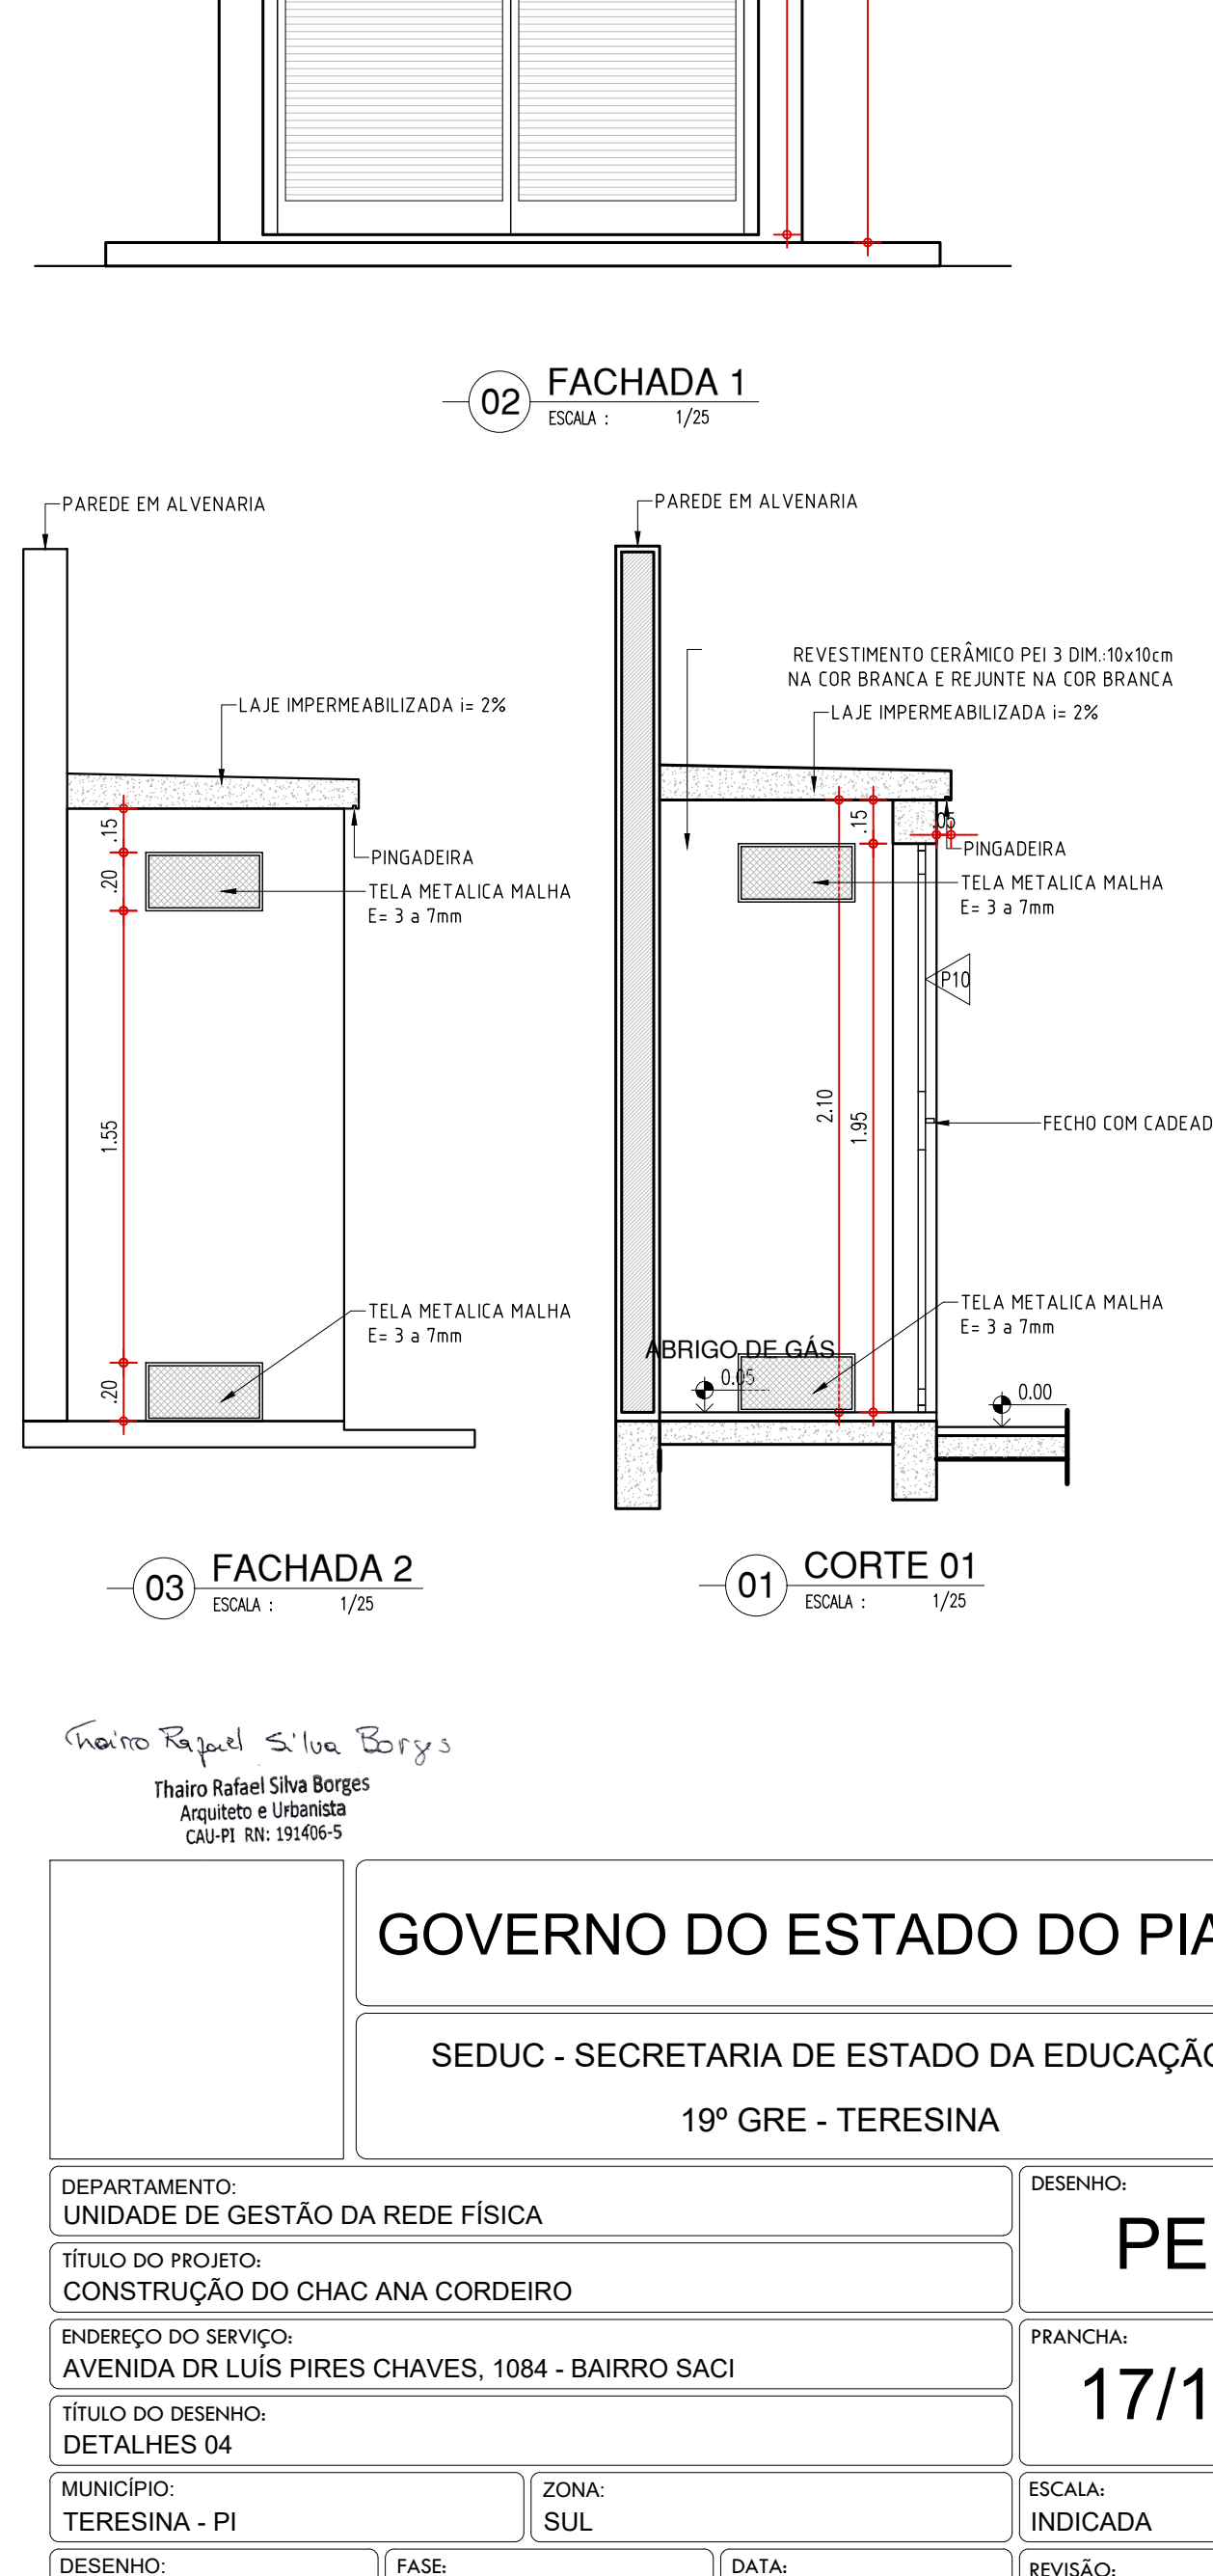 02
FACHADA 1
ESCALA :
1/25
PAREDE EM ALVENARIA
LAJE IMPERMEABILIZADA i= 2%
.15
.20
1.55
.20
PINGADEIRA
TELA METALICA MALHA
E= 3 a 7mm
TELA METALICA MALHA
E= 3 a 7mm
PAREDE EM ALVENARIA
REVESTIMENTO CERÂMICO PEI 3 DIM.:10x10cm
NA COR BRANCA E REJUNTE NA COR BRANCA
LAJE IMPERMEABILIZADA i= 2%
.15
.05
PINGADEIRA
TELA METALICA MALHA
E= 3 a 7mm
P10
2.10
1.95
FECHO COM CADEAD
TELA METALICA MALHA
E= 3 a 7mm
ABRIGO DE GÁS
0.05
0.00
03
FACHADA 2
ESCALA :
1/25
01
CORTE 01
ESCALA :
1/25
Thairo Rafael Silva Borges
Thairo Rafael Silva Borges
Arquiteto e Urbanista
CAU-PI RN: 191406-5
GOVERNO DO ESTADO DO PIA
SEDUC - SECRETARIA DE ESTADO DA EDUCAÇÃO
19º GRE - TERESINA
DEPARTAMENTO:
UNIDADE DE GESTÃO DA REDE FÍSICA
DESENHO:
PE
TÍTULO DO PROJETO:
CONSTRUÇÃO DO CHAC ANA CORDEIRO
ENDEREÇO DO SERVIÇO:
AVENIDA DR LUÍS PIRES CHAVES, 1084 - BAIRRO SACI
PRANCHA:
17/1
TÍTULO DO DESENHO:
DETALHES 04
MUNICÍPIO:
TERESINA - PI
ZONA:
SUL
ESCALA:
INDICADA
DESENHO:
FASE:
DATA:
REVISÃO: